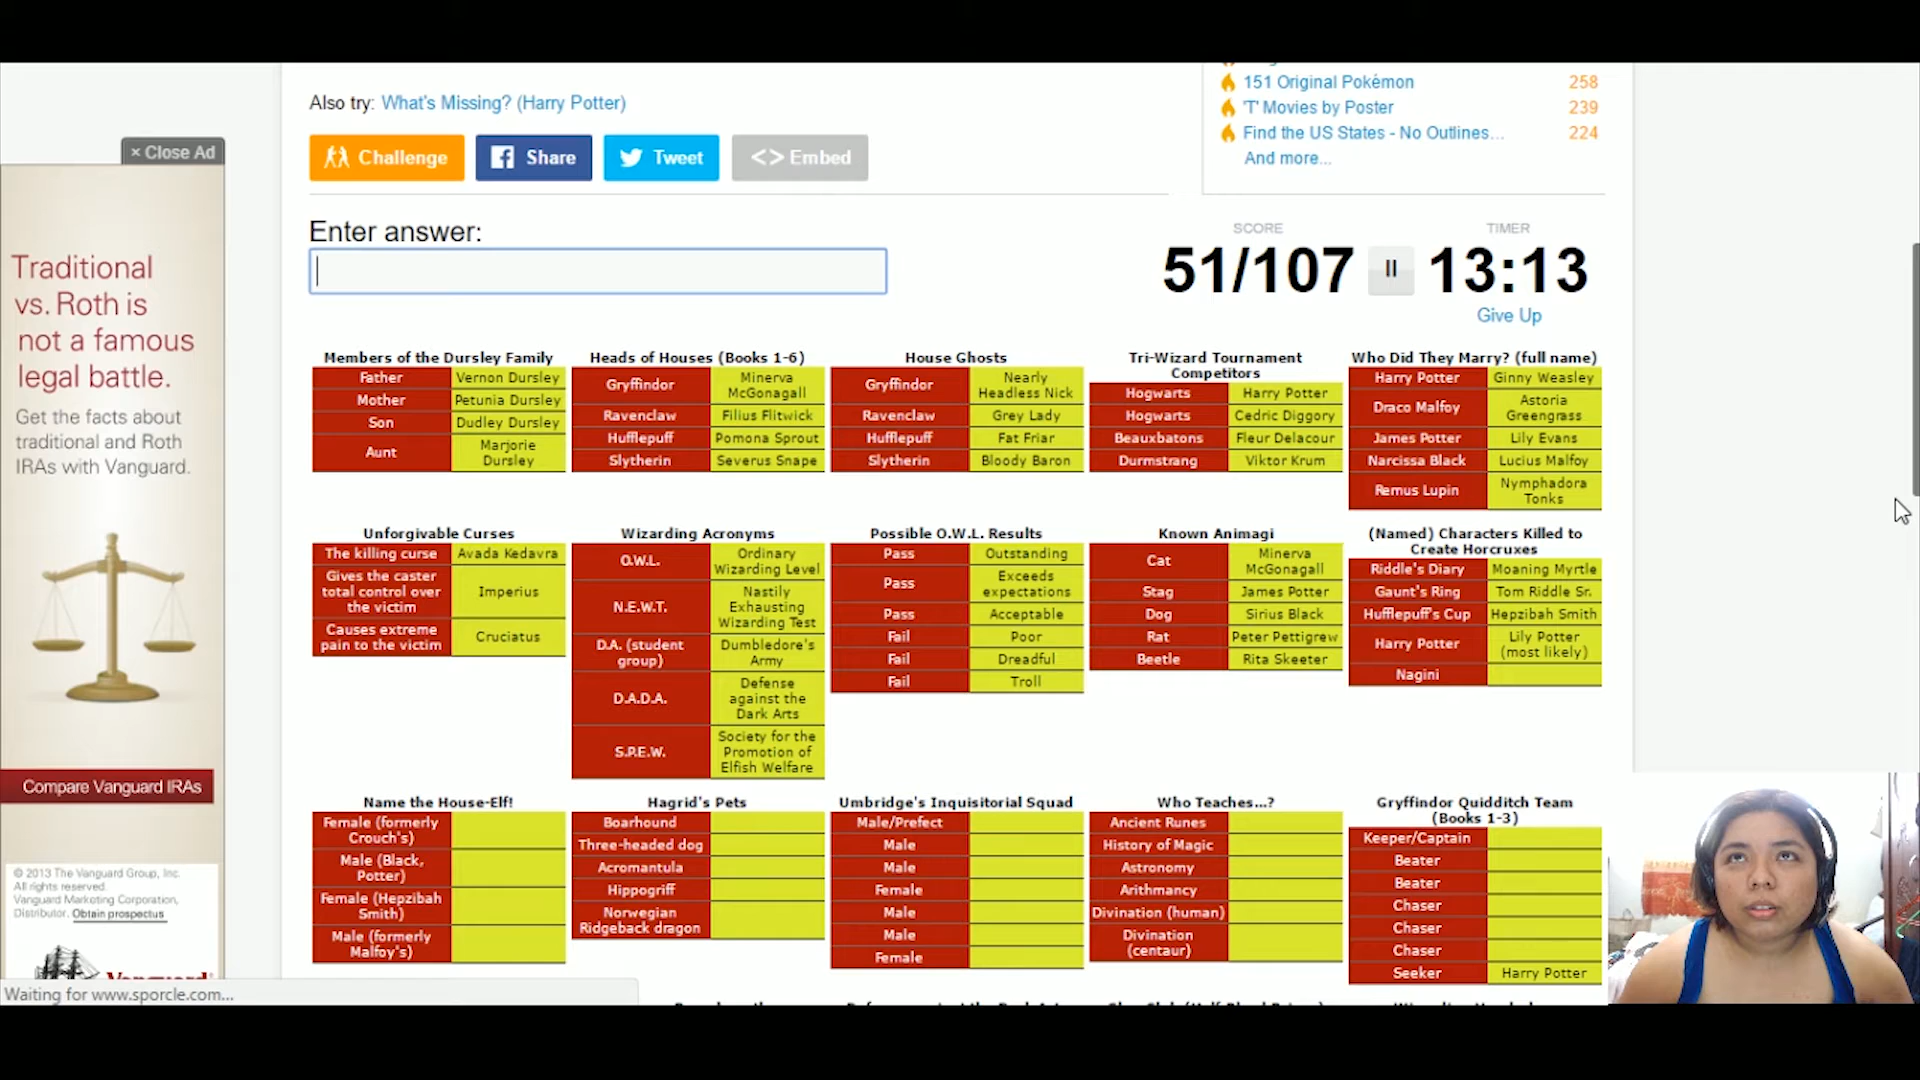 151 Original Pokémon 258
Also try: What's Missing? (Harry Potter)
'T' Movies by Poster 239
Find the US States - No Outlines... 224
And more...
× Close Ad
Challenge
Share
Tweet
<> Embed
Traditional
vs. Roth is
not a famous
legal battle.
Get the facts about
traditional and Roth
IRAs with Vanguard.
Compare Vanguard IRAs
© 2013 The Vanguard Group, Inc.
All rights reserved.
Vanguard Marketing Corporation,
Distributor. Obtain prospectus
Vanguard
Waiting for www.sporcle.com...
Enter answer:
SCORE
51/107
TIMER
13:13
Give Up
Members of the Dursley Family
Father Vernon Dursley
Mother Petunia Dursley
Son Dudley Dursley
Aunt Marjorie
Dursley
Heads of Houses (Books 1-6)
Gryffindor Minerva
McGonagall
Ravenclaw Filius Flitwick
Hufflepuff Pomona Sprout
Slytherin Severus Snape
House Ghosts
Gryffindor Nearly
Headless Nick
Ravenclaw Grey Lady
Hufflepuff Fat Friar
Slytherin Bloody Baron
Tri-Wizard Tournament
Competitors
Hogwarts Harry Potter
Hogwarts Cedric Diggory
Beauxbatons Fleur Delacour
Durmstrang Viktor Krum
Who Did They Marry? (full name)
Harry Potter Ginny Weasley
Draco Malfoy Astoria
Greengrass
James Potter Lily Evans
Narcissa Black Lucius Malfoy
Remus Lupin Nymphadora
Tonks
Unforgivable Curses
The killing curse Avada Kedavra
Gives the caster
total control over
the victim
Imperius
Causes extreme
pain to the victim
Cruciatus
Wizarding Acronyms
O.W.L. Ordinary
Wizarding Level
N.E.W.T. Nastily
Exhausting
Wizarding Test
D.A. (student
group)
Dumbledore's
Army
D.A.D.A. Defense
against the
Dark Arts
S.P.E.W. Society for the
Promotion of
Elfish Welfare
Possible O.W.L. Results
Pass Outstanding
Pass Exceeds
expectations
Pass Acceptable
Fail Poor
Fail Dreadful
Fail Troll
Known Animagi
Cat Minerva
McGonagall
Stag James Potter
Dog Sirius Black
Rat Peter Pettigrew
Beetle Rita Skeeter
(Named) Characters Killed to
Create Horcruxes
Riddle's Diary Moaning Myrtle
Gaunt's Ring Tom Riddle Sr.
Hufflepuff's Cup Hepzibah Smith
Harry Potter Lily Potter
(most likely)
Nagini
Name the House-Elf!
Female (formerly
Crouch's)
Male (Black,
Potter)
Female (Hepzibah
Smith)
Male (formerly
Malfoy's)
Hagrid's Pets
Boarhound
Three-headed dog
Acromantula
Hippogriff
Norwegian
Ridgeback dragon
Umbridge's Inquisitorial Squad
Male/Prefect
Male
Male
Female
Male
Male
Female
Who Teaches...?
Ancient Runes
History of Magic
Astronomy
Arithmancy
Divination (human)
Divination
(centaur)
Gryffindor Quidditch Team
(Books 1-3)
Keeper/Captain
Beater
Beater
Chaser
Chaser
Chaser
Seeker Harry Potter